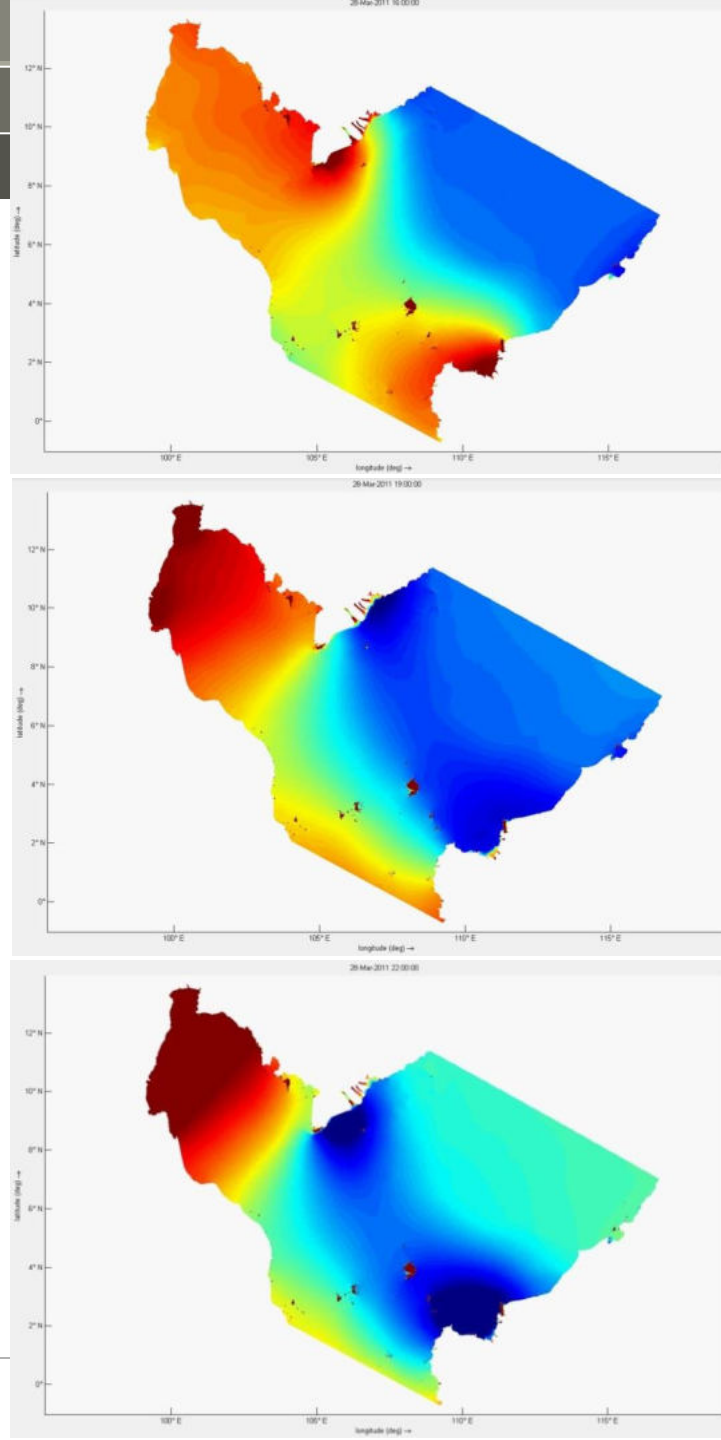 28-Mar-2011 16:00:00
12° N
10° N
8° N
6° N
4° N
2° N
0°
latitude (deg) →
100° E
105° E
110° E
115° E
longitude (deg) →
28-Mar-2011 19:00:00
12° N
10° N
8° N
6° N
4° N
2° N
0°
latitude (deg) →
100° E
105° E
110° E
115° E
longitude (deg) →
28-Mar-2011 22:00:00
12° N
10° N
8° N
6° N
4° N
2° N
0°
latitude (deg) →
100° E
105° E
110° E
115° E
longitude (deg) →